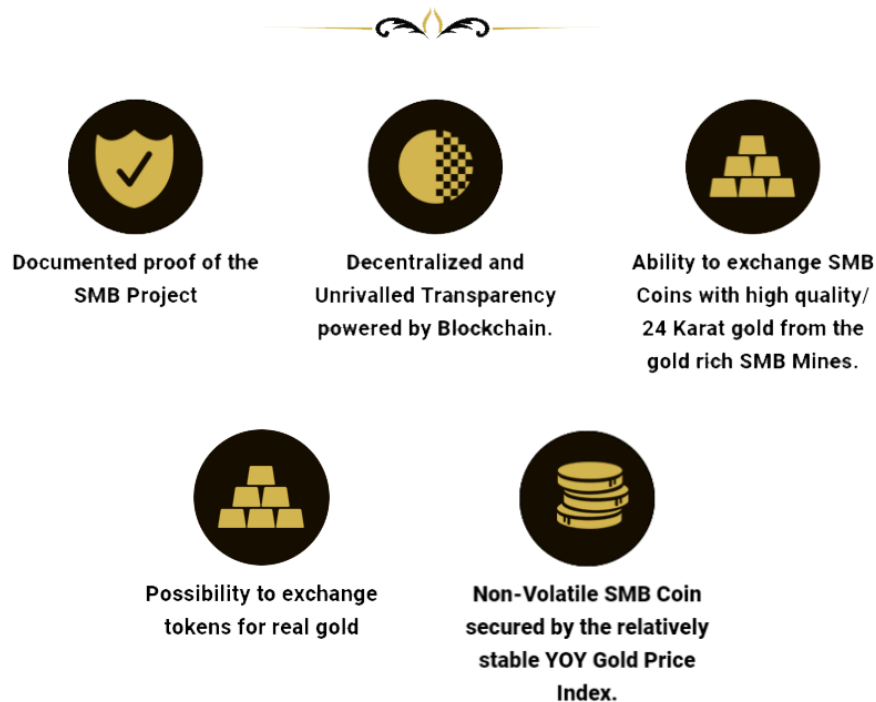 Documented proof of the
SMB Project
Decentralized and
Unrivalled Transparency
powered by Blockchain.
Ability to exchange SMB
Coins with high quality/
24 Karat gold from the
gold rich SMB Mines.
Possibility to exchange
tokens for real gold
Non-Volatile SMB Coin
secured by the relatively
stable YOY Gold Price
Index.